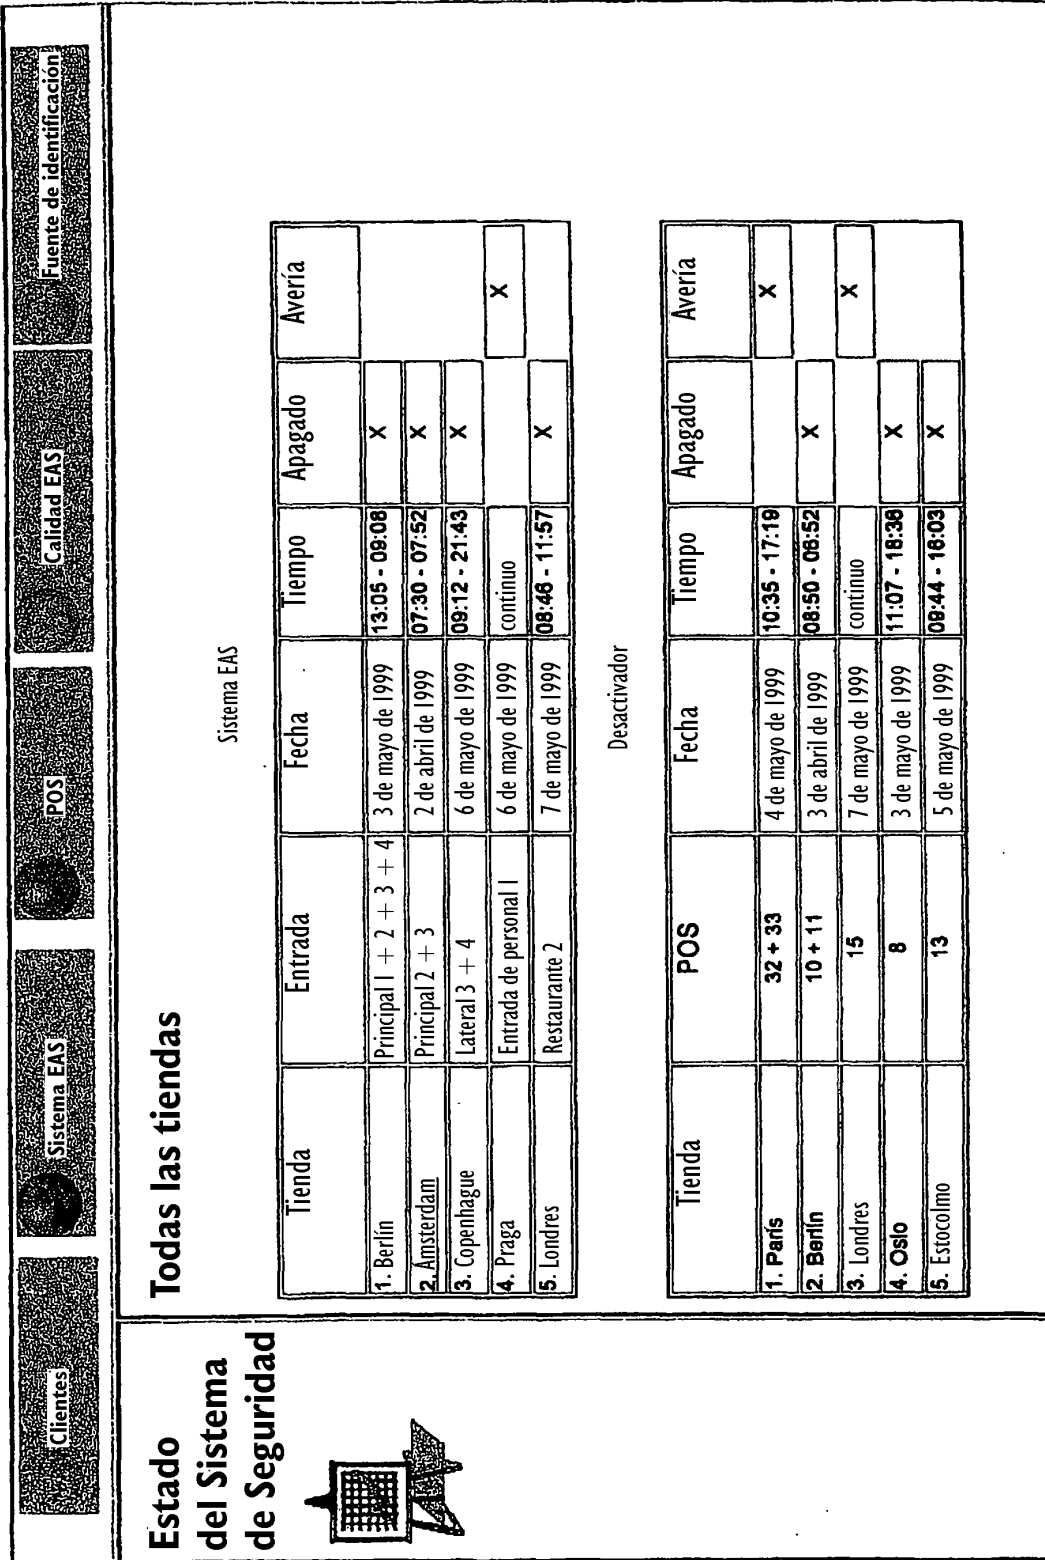 Clientes
Sistema EAS
POS
Calidad EAS
Fuente de identificación
Estado
del Sistema
de Seguridad
Todas las tiendas
Sistema EAS
Tienda Entrada Fecha Tiempo Apagado Avería
1. Berlín Principal 1 + 2 + 3 + 4 3 de mayo de 1999 13:05 - 09:08 X
2. Ámsterdam Principal 2 + 3 2 de abril de 1999 07:30 - 07:52 X
3. Copenhague Lateral 3 + 4 6 de mayo de 1999 09:12 - 21:43 X
4. Praga Entrada de personal 1 6 de mayo de 1999 continuo X
5. Londres Restaurante 2 7 de mayo de 1999 08:46 - 11:57 X
Desactivador
Tienda POS Fecha Tiempo Apagado Avería
1. París 32 + 33 4 de mayo de 1999 10:35 - 17:19 X
2. Berlín 10 + 11 3 de abril de 1999 08:50 - 08:52 X
3. Londres 15 7 de mayo de 1999 continuo X
4. Oslo 8 3 de mayo de 1999 11:07 - 18:36 X
5. Estocolmo 13 5 de mayo de 1999 09:44 - 16:03 X